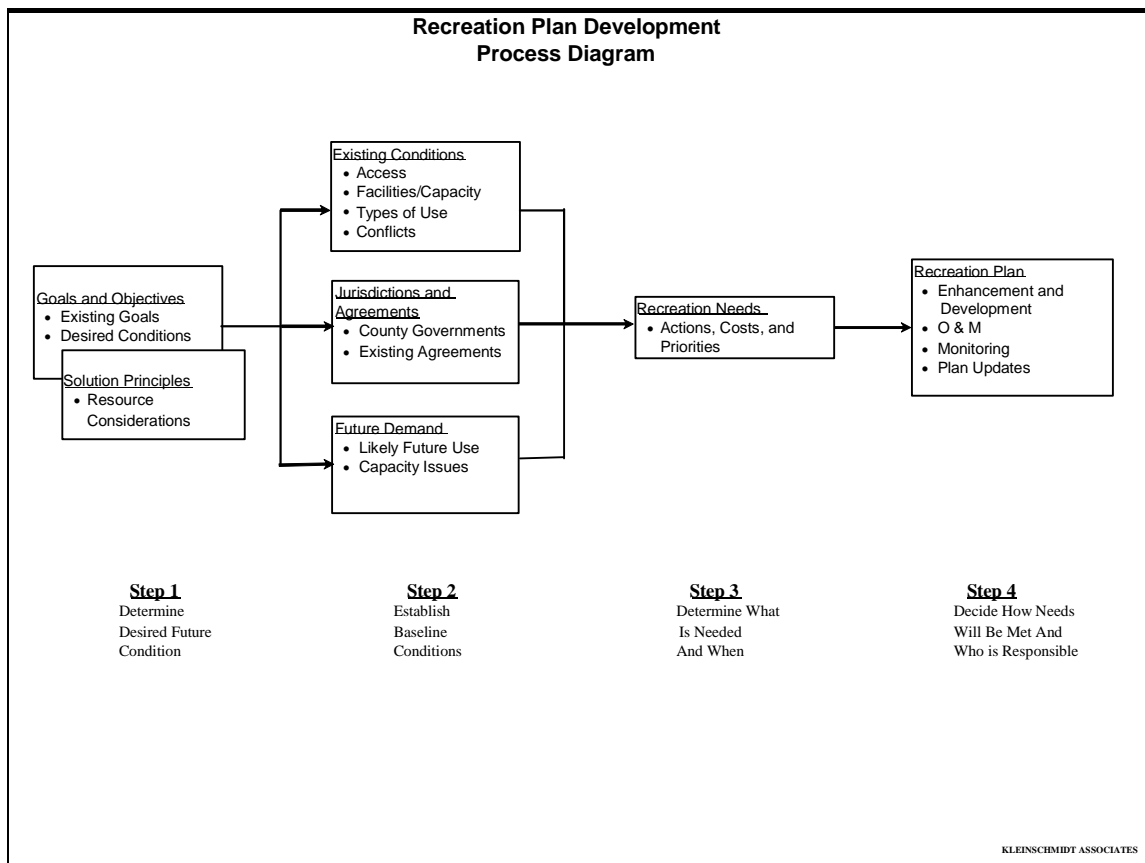 Recreation Plan Development
Process Diagram
Goals and Objectives
• Existing Goals
• Desired Conditions
Solution Principles
• Resource
Considerations
Existing Conditions
• Access
• Facilities/Capacity
• Types of Use
• Conflicts
Jurisdictions and
Agreements
• County Governments
• Existing Agreements
Future Demand
• Likely Future Use
• Capacity Issues
Recreation Needs
• Actions, Costs, and
Priorities
Recreation Plan
• Enhancement and
Development
• O & M
• Monitoring
• Plan Updates
Step 1
Determine
Desired Future
Condition
Step 2
Establish
Baseline
Conditions
Step 3
Determine What
Is Needed
And When
Step 4
Decide How Needs
Will Be Met And
Who is Responsible
KLEINSCHMIDT ASSOCIATES